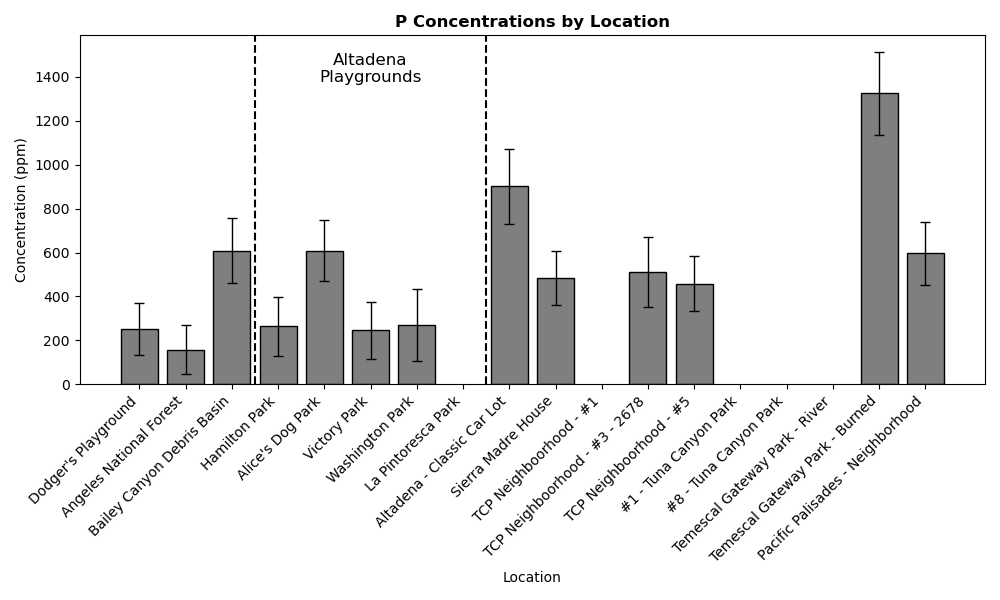 P Concentrations by Location
Altadena
Playgrounds
Concentration (ppm)
1400
1200
1000
800
600
400
200
0
Dodger's Playground
Angeles National Forest
Bailey Canyon Debris Basin
Hamilton Park
Alice's Dog Park
Victory Park
Washington Park
La Pintoresca Park
Altadena - Classic Car Lot
Sierra Madre House
TCP Neighboorhood - #1
TCP Neighboorhood - #3 - 2678
TCP Neighboorhood - #5
#1 - Tuna Canyon Park
#8 - Tuna Canyon Park
Temescal Gateway Park - River
Temescal Gateway Park - Burned
Pacific Palisades - Neighborhood
Location